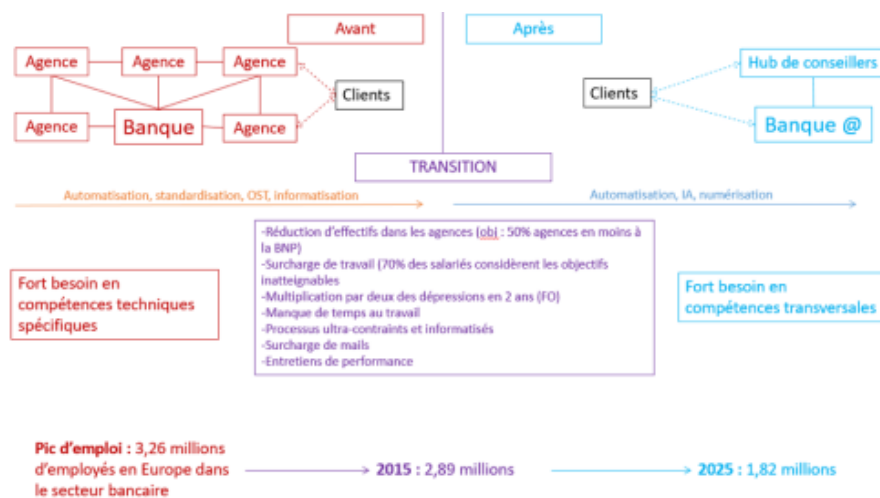 Avant
Après
Agence
Agence
Agence
Clients
Agence
Banque
Agence
Clients
Hub de conseillers
Banque @
TRANSITION
Automatisation, standardisation, OST, informatisation
Automatisation, IA, numérisation
-Réduction d'effectifs dans les agences (obj : 50% agences en moins à
la BNP)
-Surcharge de travail (70% des salariés considèrent les objectifs
inatteignables
-Multiplication par deux des dépressions en 2 ans (FO)
-Manque de temps au travail
-Processus ultra-contraints et informatisés
-Surcharge de mails
-Entretiens de performance
Fort besoin en
compétences techniques
spécifiques
Fort besoin en
compétences transversales
Pic d'emploi : 3,26 millions
d'employés en Europe dans
le secteur bancaire
2015 : 2,89 millions
2025 : 1,82 millions